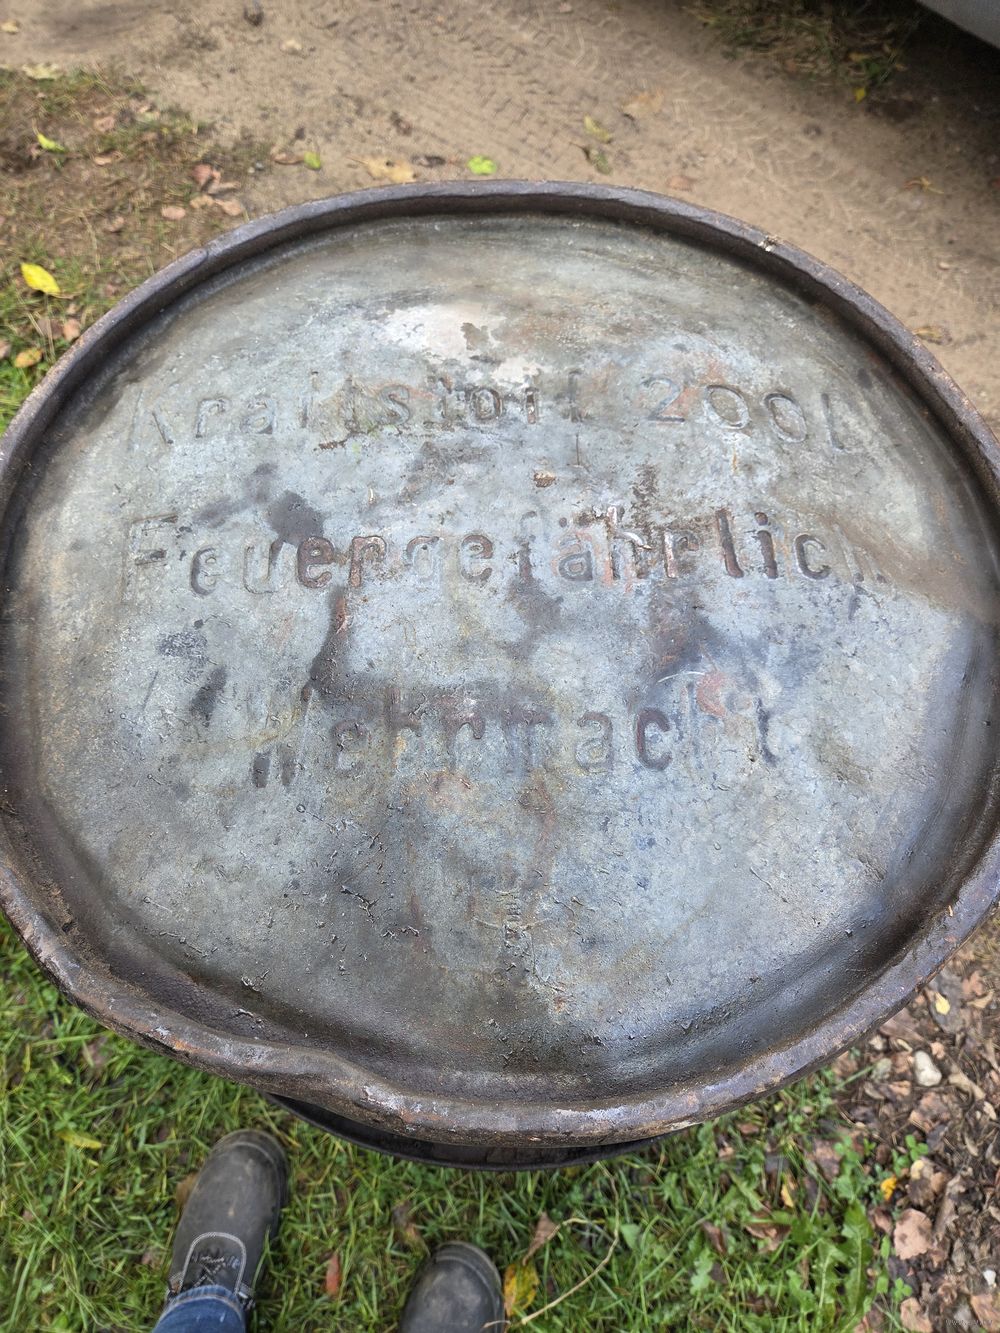 Kraftstoff 200L
Feuergefährlich
Wehrmacht